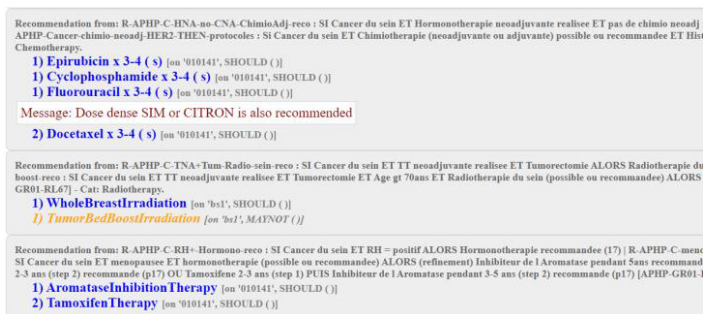 Recommendation from: R-APHP-C-HNA-no-CNA-ChimioAdj-reco : SI Cancer du sein ET Hormonotherapie neoadjuvante realisee ET pas de chimio neoadj
APHP-Cancer-chimio-neoadj-HER2-THEN-protocoles : Si Cancer du sein ET Chimiotherapie (neoadjuvante ou adjuvante) possible ou recommandee ET Hist
Chemotherapy.
1) Epirubicin x 3-4 ( s) [on '010141', SHOULD ( )]
1) Cyclophosphamide x 3-4 ( s) [on '010141', SHOULD ( )]
1) Fluorouracil x 3-4 ( s) [on '010141', SHOULD ( )]
Message: Dose dense SIM or CITRON is also recommended
2) Docetaxel x 3-4 ( s) [on '010141', SHOULD ( )]
Recommendation from: R-APHP-C-TNA+Tum-Radio-sein-reco : SI Cancer du sein ET TT neoadjuvante realisee ET Tumorectomie ALORS Radiotherapie du
boost-reco : SI Cancer du sein ET TT neoadjuvante realisee ET Tumorectomie ET Age gt 70ans ET Radiotherapie du sein (possible ou recommandee) ALORS
GR01-RL67] - Cat: Radiotherapy.
1) WholeBreastIrradiation [on 'bs1', SHOULD ( )]
1) TumorBedBoostIrradiation [on 'bs1', MAYNOT ( )]
Recommendation from: R-APHP-C-RH+-Hormono-reco : SI Cancer du sein ET RH = positif ALORS Hormonotherapie recommandee (17) | R-APHP-C-meno
SI Cancer du sein ET menopausee ET hormonotherapie (possible ou recommandee) ALORS (refinement) Inhibiteur de l Aromatase pendant 5ans recommand
2-3 ans (step 2) recommande (p17) OU Tamoxifene 2-3 ans (step 1) PUIS Inhibiteur de l Aromatase pendant 3-5 ans (step 2) recommande (p17) [APHP-GR01-
1) AromataseInhibitionTherapy [on '010141', SHOULD ( )]
2) TamoxifenTherapy [on '010141', SHOULD ( )]